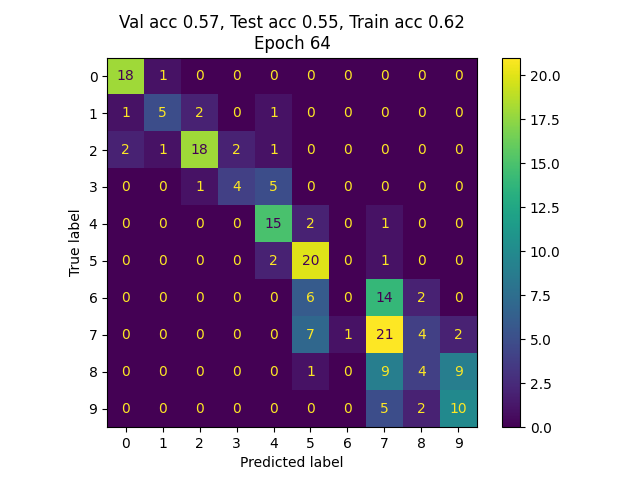 Val acc 0.57, Test acc 0.55, Train acc 0.62
Epoch 64
0 18 1 0 0 0 0 0 0 0 0
1 1 5 2 0 1 0 0 0 0 0
2 2 1 18 2 1 0 0 0 0 0
3 0 0 1 4 5 0 0 0 0 0
4 0 0 0 0 15 2 0 1 0 0
5 0 0 0 0 2 20 0 1 0 0
6 0 0 0 0 0 6 0 14 2 0
7 0 0 0 0 0 7 1 21 4 2
8 0 0 0 0 0 1 0 9 4 9
9 0 0 0 0 0 0 0 5 2 10
0 1 2 3 4 5 6 7 8 9
True label
Predicted label
20.0
17.5
15.0
12.5
10.0
7.5
5.0
2.5
0.0